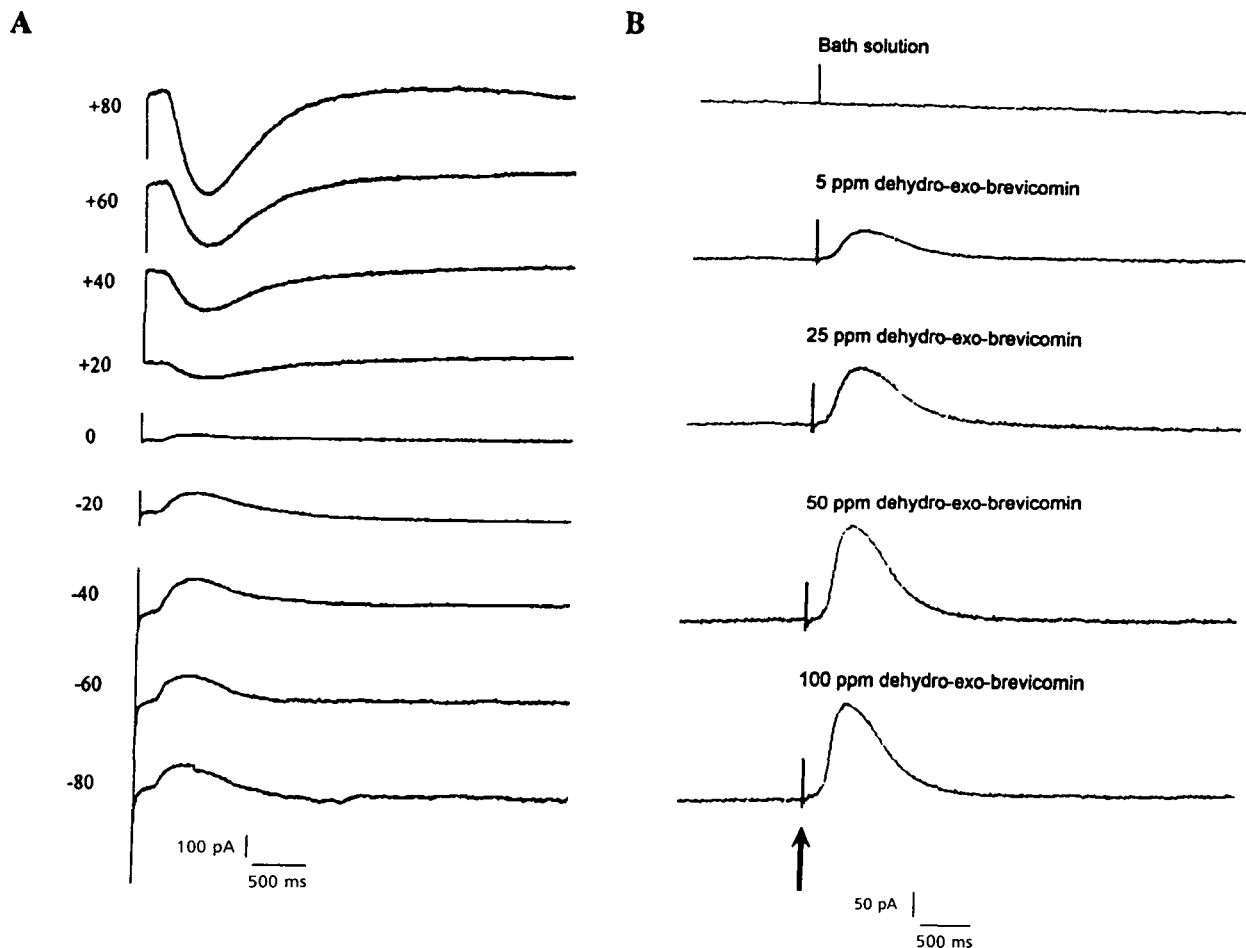 A
+80
+60
+40
+20
0
-20
-40
-60
-80
100 pA
500 ms
B
Bath solution
5 ppm dehydro-exo-brevicomin
25 ppm dehydro-exo-brevicomin
50 ppm dehydro-exo-brevicomin
100 ppm dehydro-exo-brevicomin
50 pA
500 ms